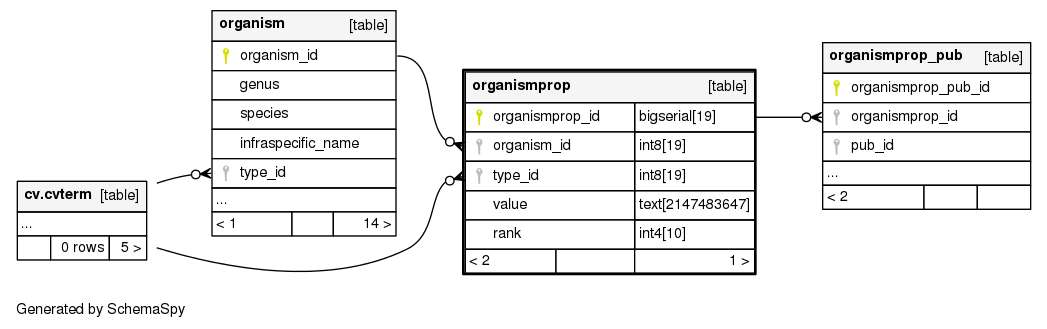 organism [table]
organism_id
genus
species
infraspecific_name
type_id
...
< 1 14 >
cv.cvterm [table]
...
0 rows 5 >
organismprop [table]
organismprop_id bigserial[19]
organism_id int8[19]
type_id int8[19]
value text[2147483647]
rank int4[10]
< 2 1 >
organismprop_pub [table]
organismprop_pub_id
organismprop_id
pub_id
...
< 2
Generated by SchemaSpy